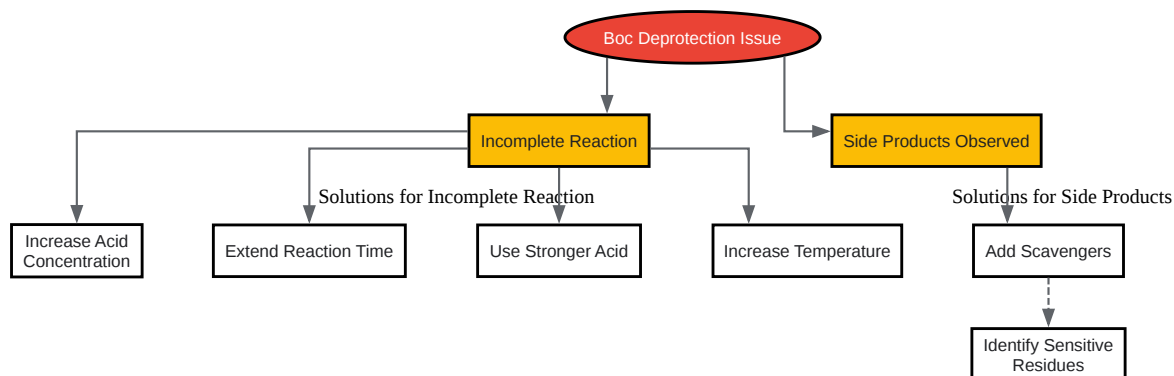 Boc Deprotection Issue
Incomplete Reaction
Side Products Observed
Solutions for Incomplete Reaction
Solutions for Side Products
Increase Acid
Concentration
Extend Reaction Time
Use Stronger Acid
Increase Temperature
Add Scavengers
Identify Sensitive
Residues